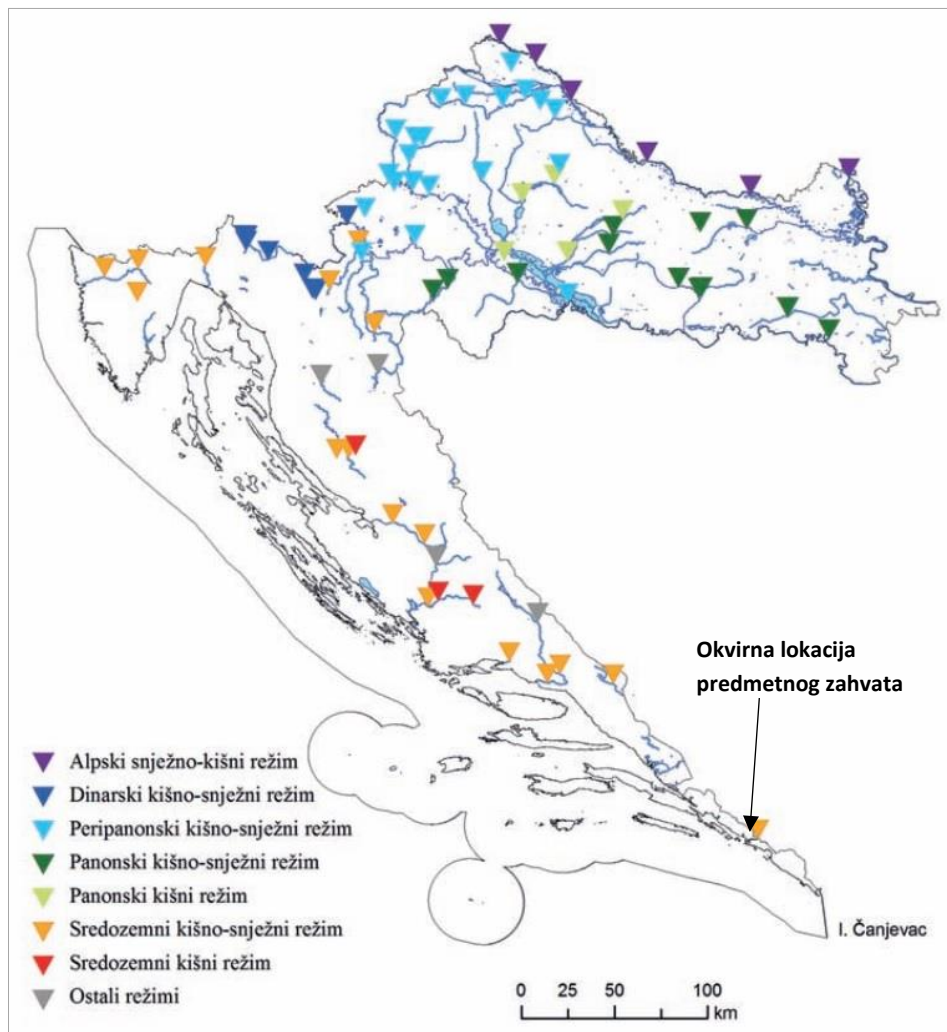 Okvirna lokacija
predmetnog zahvata
Alpski snježno-kišni režim
Dinarski kišno-snježni režim
Peripanonski kišno-snježni režim
Panonski kišno-snježni režim
Panonski kišni režim
Sredozemni kišno-snježni režim
Sredozemni kišni režim
Ostali režimi
I. Čanjevac
0 25 50 100
km